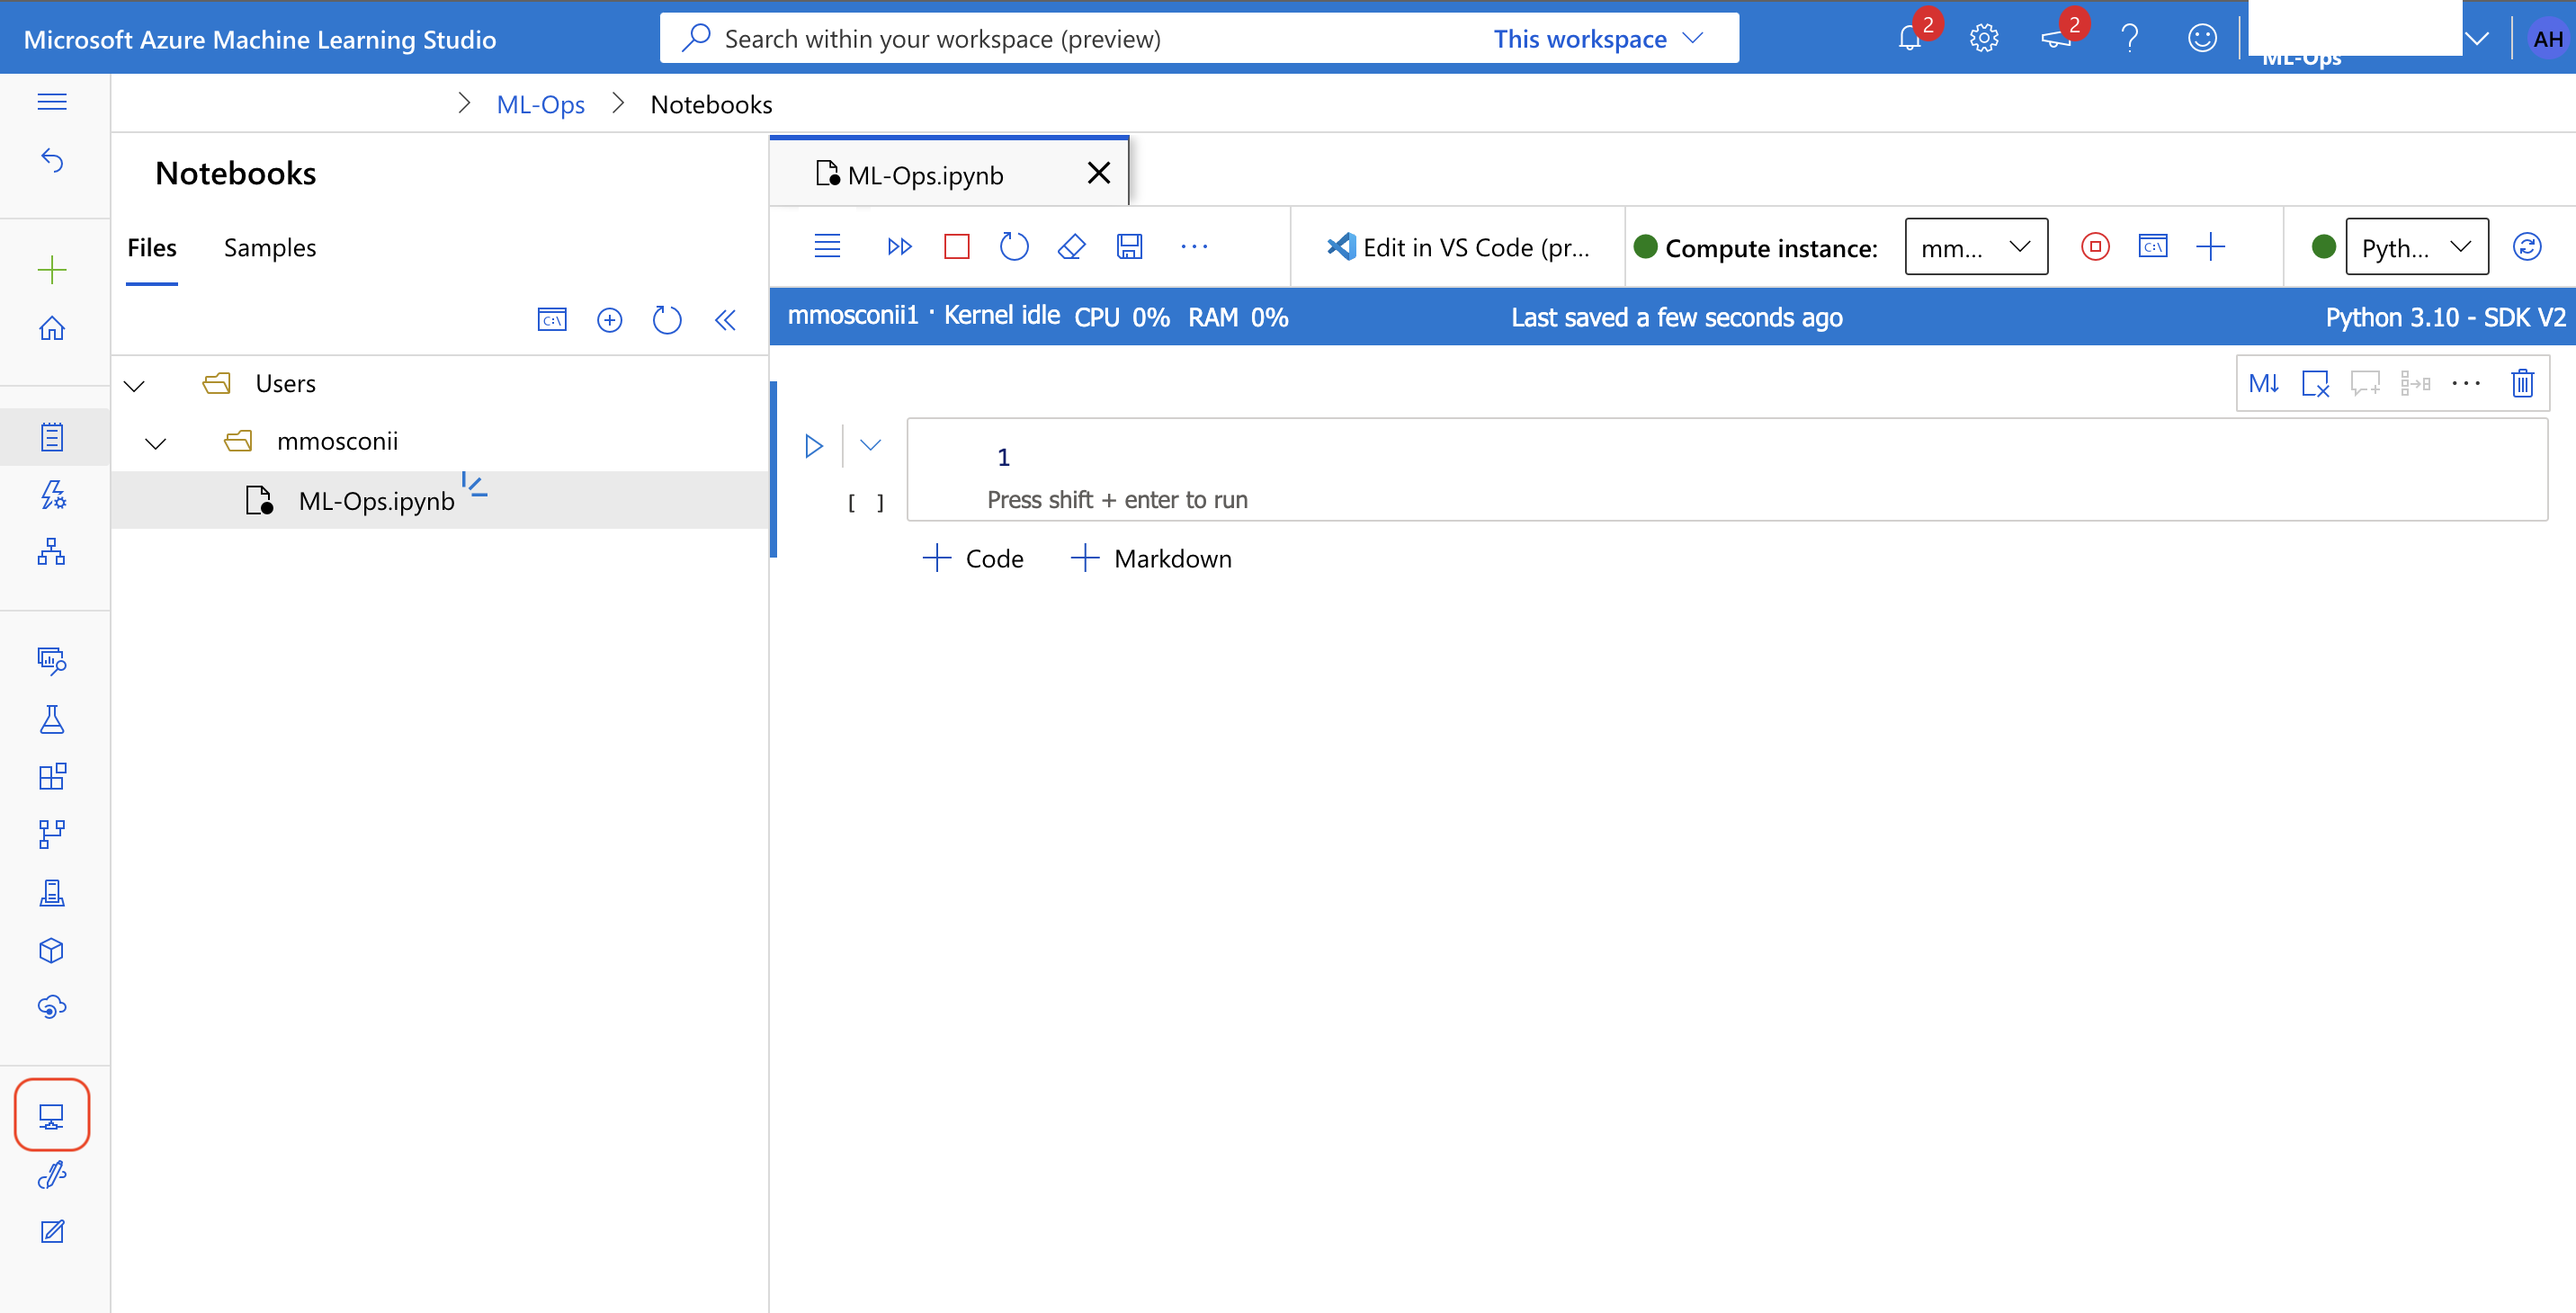 Microsoft Azure Machine Learning Studio
Search within your workspace (preview)
This workspace
2
2
ML-Ops
AH
ML-Ops
Notebooks
Notebooks
ML-Ops.ipynb
Files
Samples
Edit in VS Code (pr...
Compute instance:
mm...
C:\
Pyth...
C:\
mmosconii1 · Kernel idle CPU 0% RAM 0%
Last saved a few seconds ago
Python 3.10 - SDK V2
Users
M↓
mmosconii
1
ML-Ops.ipynb
Press shift + enter to run
[ ]
Code
Markdown